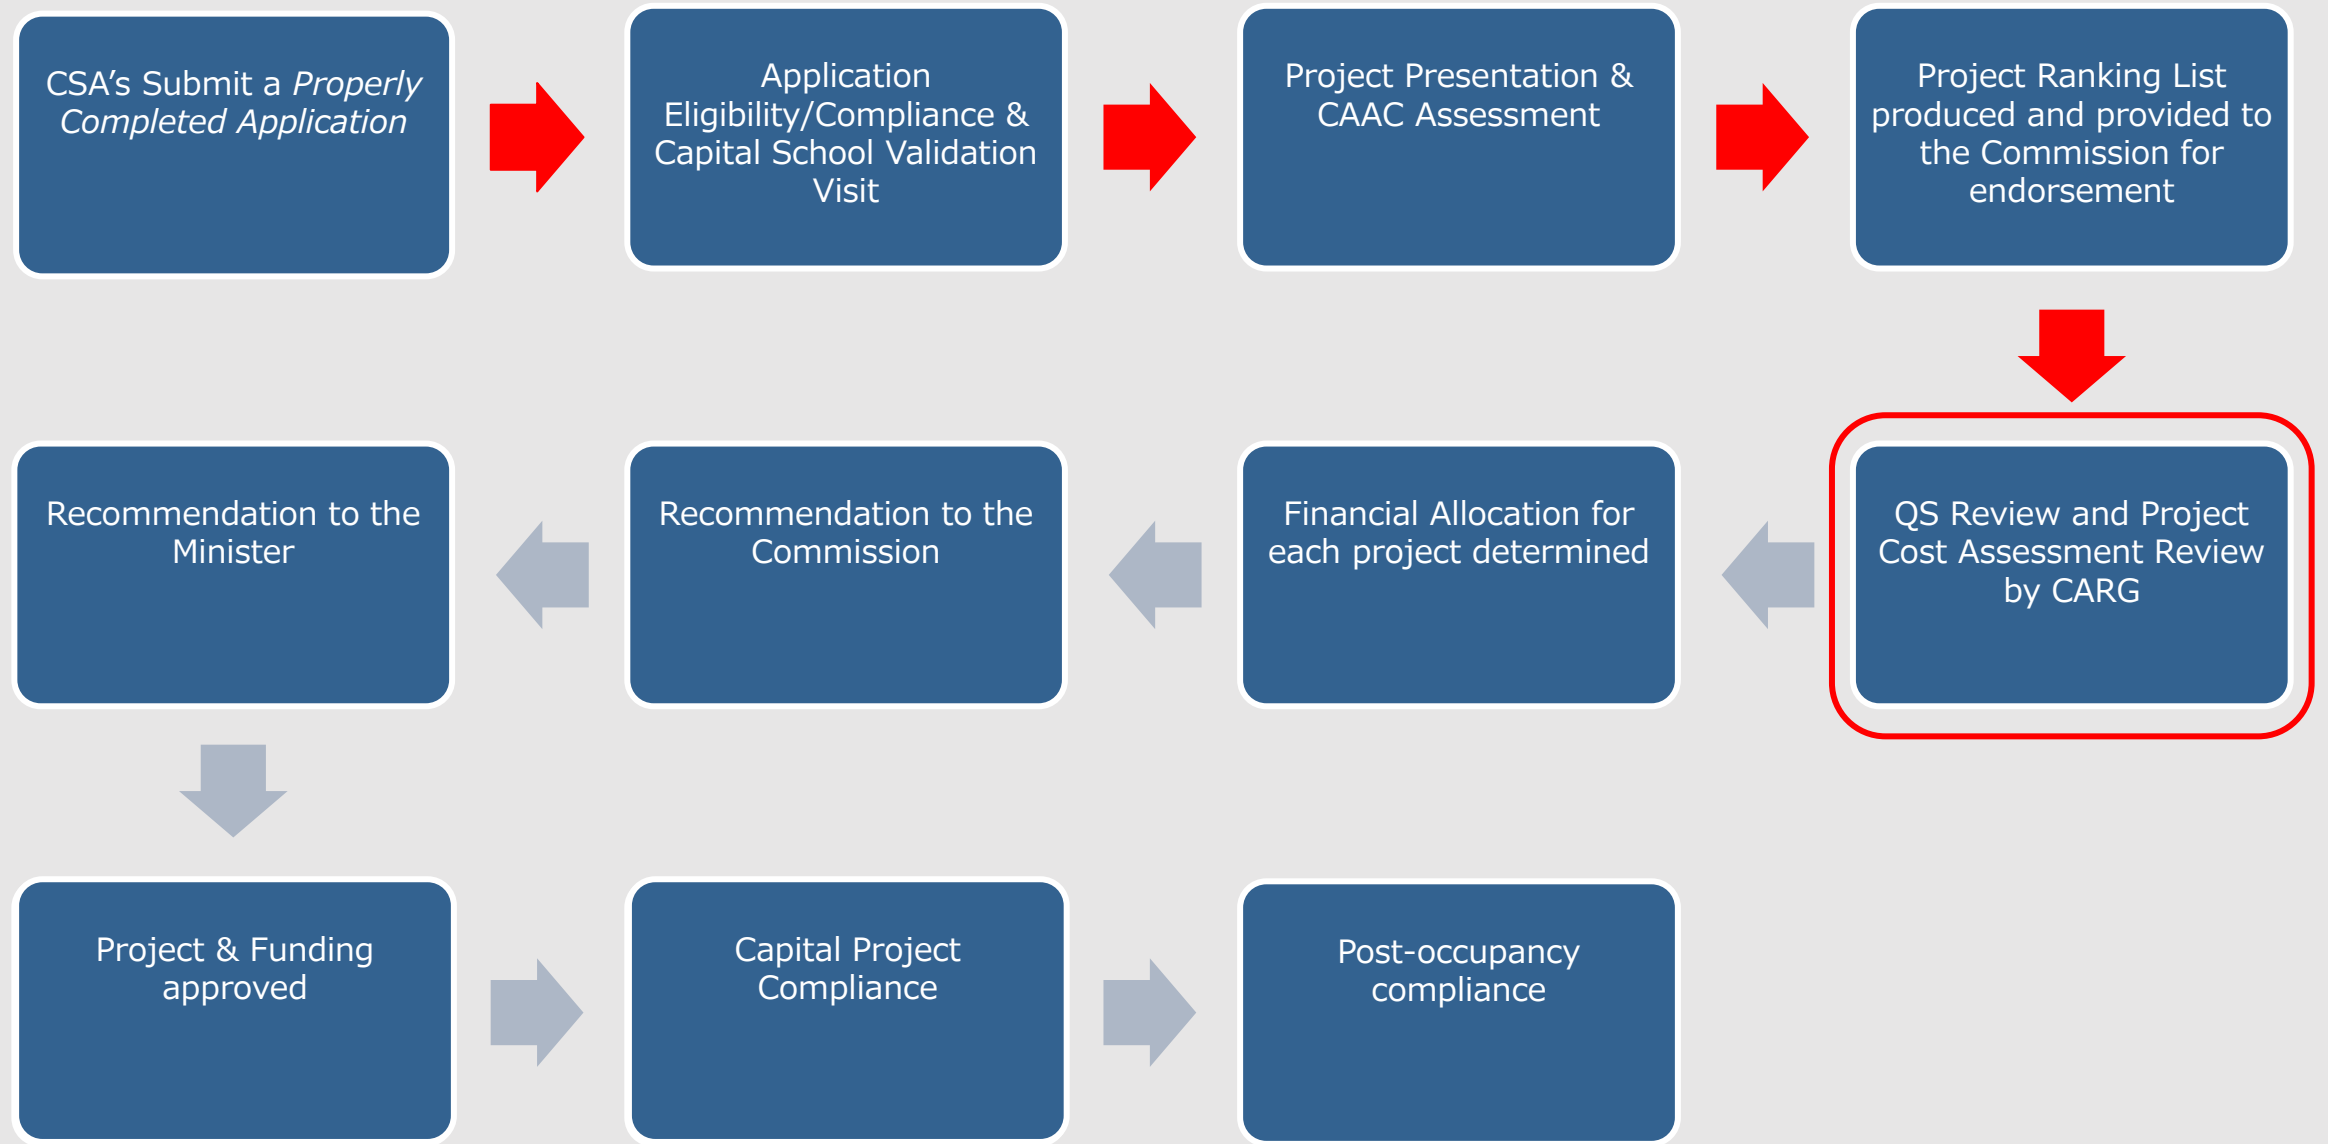 CSA’s Submit a Properly
Completed Application
Application
Eligibility/Compliance &
Capital School Validation
Visit
Project Presentation &
CAAC Assessment
Project Ranking List
produced and provided to
the Commission for
endorsement
QS Review and Project
Cost Assessment Review
by CARG
Financial Allocation for
each project determined
Recommendation to the
Commission
Recommendation to the
Minister
Project & Funding
approved
Capital Project
Compliance
Post-occupancy
compliance